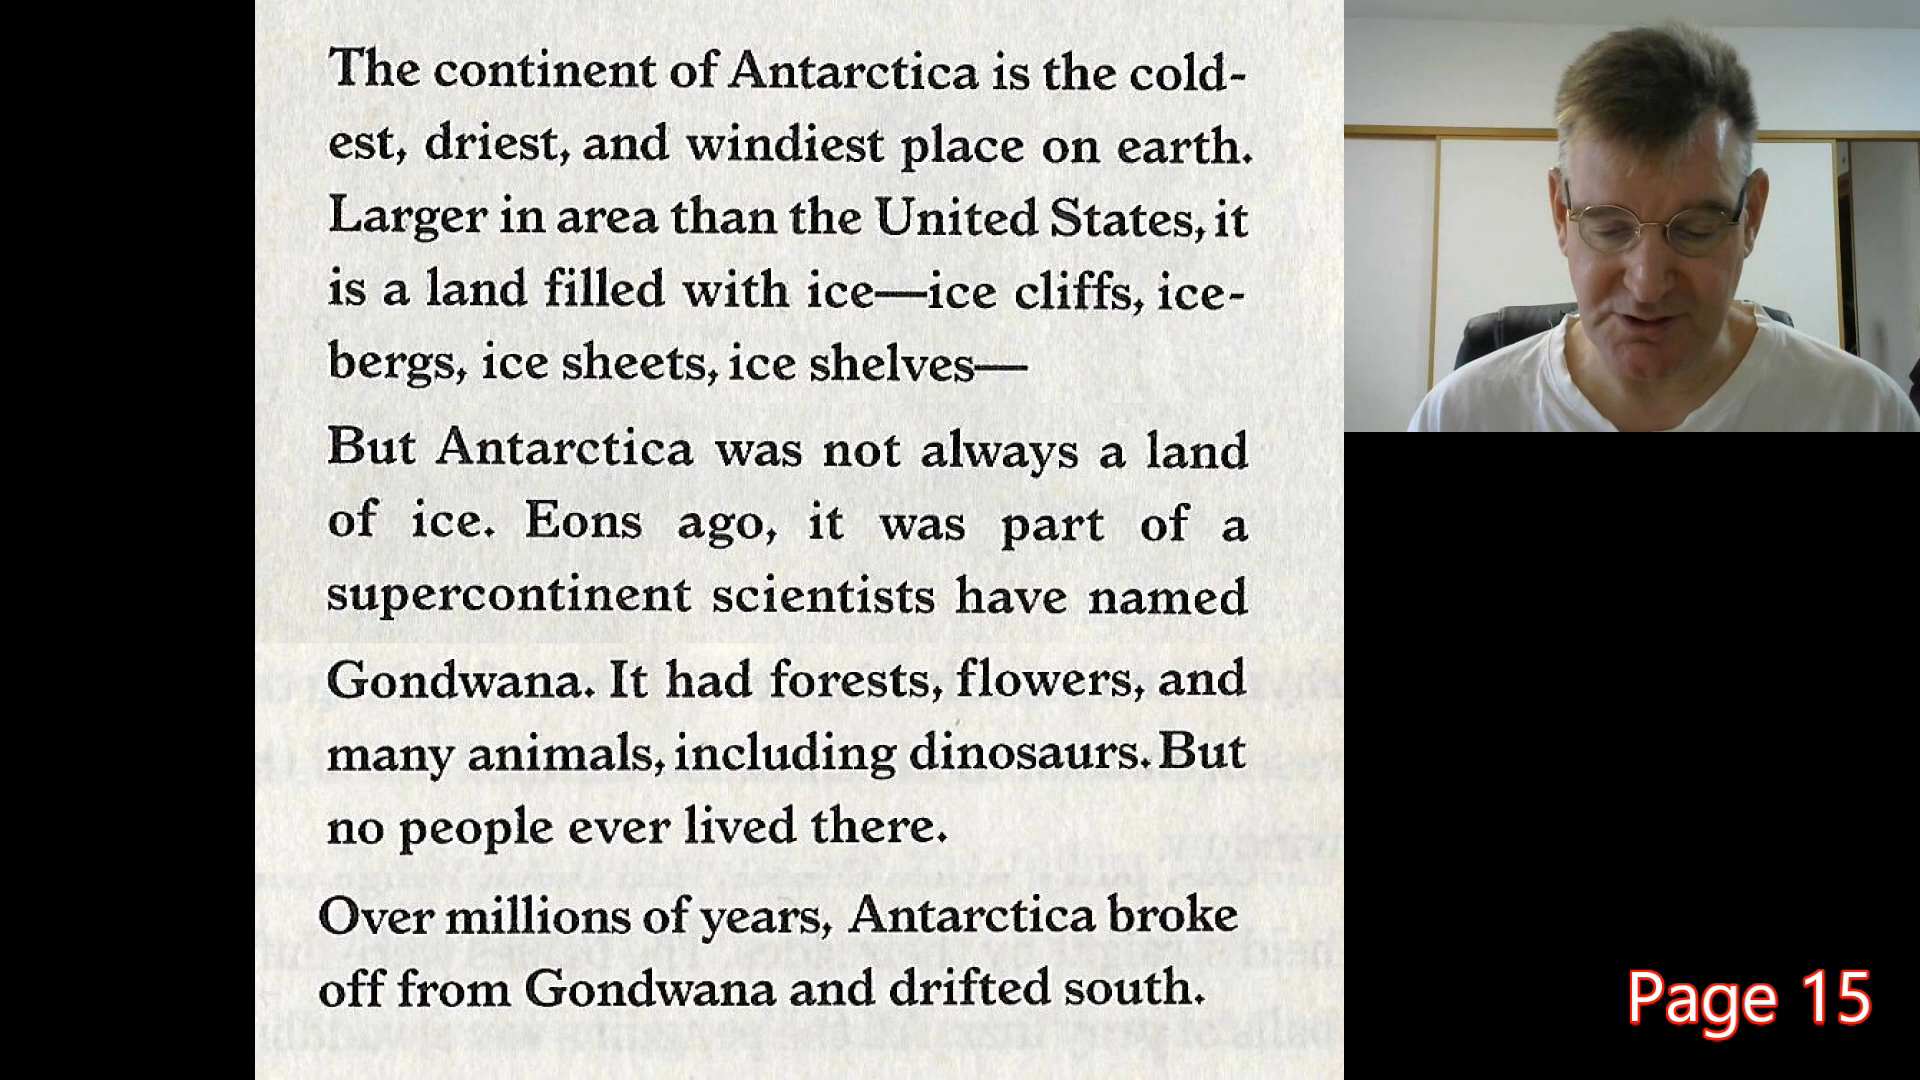 The continent of Antarctica is the cold-
est, driest, and windiest place on earth.
Larger in area than the United States, it
is a land filled with ice—ice cliffs, ice-
bergs, ice sheets, ice shelves—
But Antarctica was not always a land
of ice. Eons ago, it was part of a
supercontinent scientists have named
Gondwana. It had forests, flowers, and
many animals, including dinosaurs. But
no people ever lived there.
Over millions of years, Antarctica broke
off from Gondwana and drifted south.
Page 15